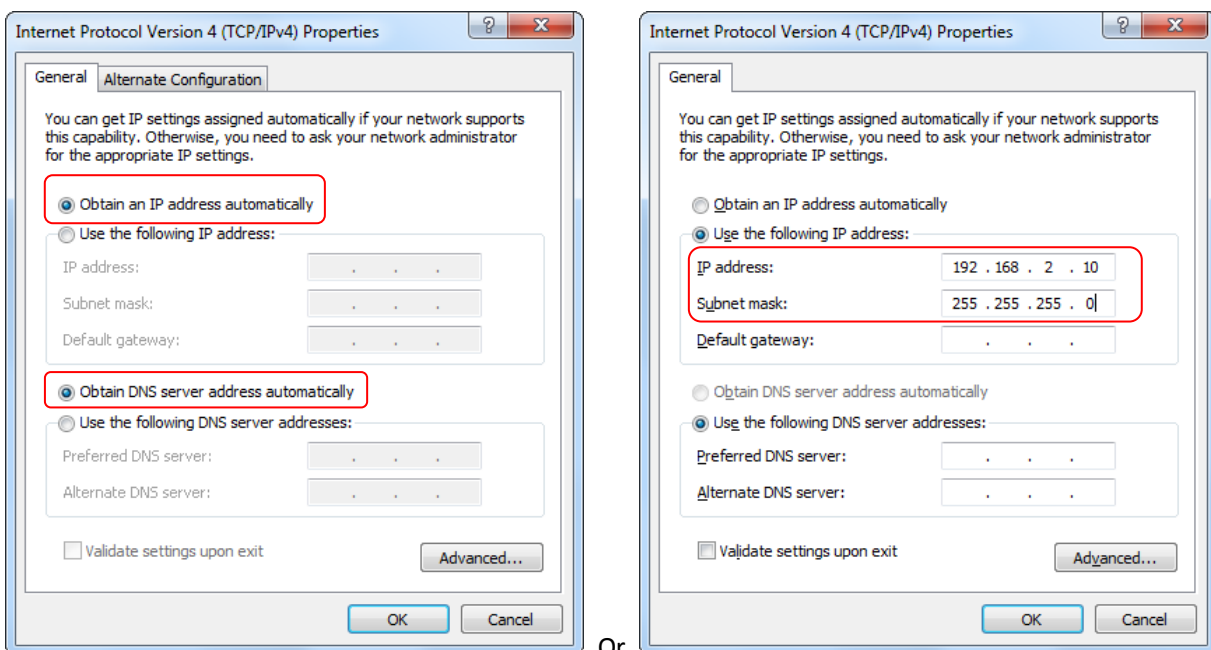 Internet Protocol Version 4 (TCP/IPv4) Properties
General
Alternate Configuration
You can get IP settings assigned automatically if your network supports
this capability. Otherwise, you need to ask your network administrator
for the appropriate IP settings.
Obtain an IP address automatically
Use the following IP address:
IP address: . . .
Subnet mask: . . .
Default gateway: . . .
Obtain DNS server address automatically
Use the following DNS server addresses:
Preferred DNS server: . . .
Alternate DNS server: . . .
Validate settings upon exit
Advanced...
OK
Cancel
Or
Internet Protocol Version 4 (TCP/IPv4) Properties
General
You can get IP settings assigned automatically if your network supports
this capability. Otherwise, you need to ask your network administrator
for the appropriate IP settings.
Obtain an IP address automatically
Use the following IP address:
IP address: 192 . 168 . 2 . 10
Subnet mask: 255 . 255 . 255 . 0
Default gateway: . . .
Obtain DNS server address automatically
Use the following DNS server addresses:
Preferred DNS server: . . .
Alternate DNS server: . . .
Validate settings upon exit
Advanced...
OK
Cancel